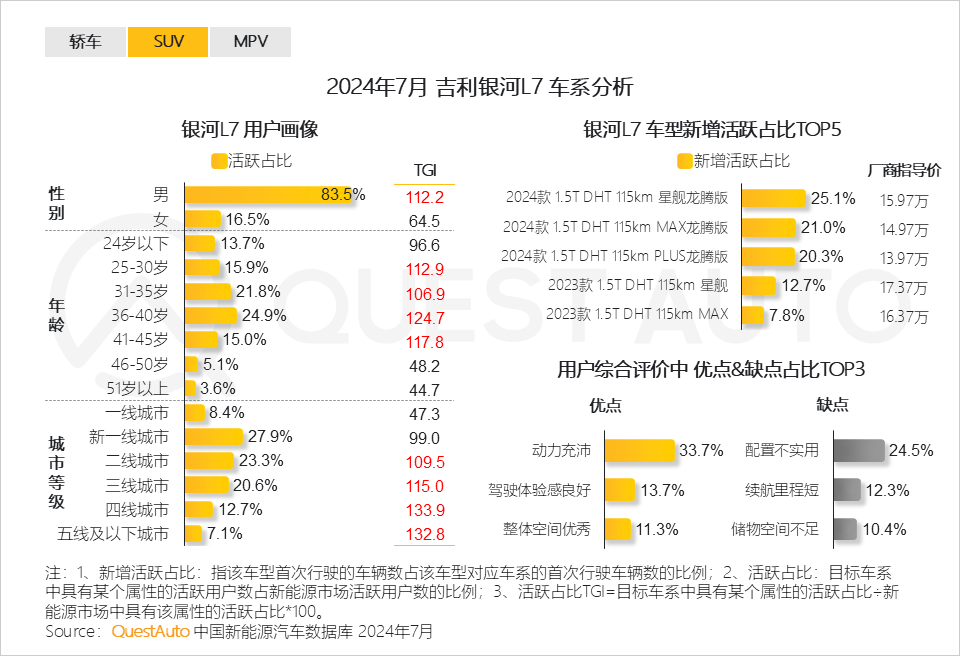 轿车 SUV MPV
2024年7月 吉利银河L7 车系分析
银河L7 用户画像
活跃占比 TGI
性别
男 83.5% 112.2
女 16.5% 64.5
年龄
24岁以下 13.7% 96.6
25-30岁 15.9% 112.9
31-35岁 21.8% 106.9
36-40岁 24.9% 124.7
41-45岁 15.0% 117.8
46-50岁 5.1% 48.2
51岁以上 3.6% 44.7
城市等级
一线城市 8.4% 47.3
新一线城市 27.9% 99.0
二线城市 23.3% 109.5
三线城市 20.6% 115.0
四线城市 12.7% 133.9
五线及以下城市 7.1% 132.8
银河L7 车型新增活跃占比TOP5
新增活跃占比 厂商指导价
2024款 1.5T DHT 115km 星舰龙腾版 25.1% 15.97万
2024款 1.5T DHT 115km MAX龙腾版 21.0% 14.97万
2024款 1.5T DHT 115km PLUS龙腾版 20.3% 13.97万
2023款 1.5T DHT 115km 星舰 12.7% 17.37万
2023款 1.5T DHT 115km MAX 7.8% 16.37万
用户综合评价中 优点&缺点占比TOP3
优点
动力充沛 33.7%
驾驶体验感良好 13.7%
整体空间优秀 11.3%
缺点
配置不实用 24.5%
续航里程短 12.3%
储物空间不足 10.4%
QUEST AUTO
注：1、新增活跃占比：指该车型首次行驶的车辆数占该车型对应车系的首次行驶车辆数的比例；2、活跃占比：目标车系
中具有某个属性的活跃用户数占新能源市场活跃用户数的比例；3、活跃占比TGI=目标车系中具有某个属性的活跃占比÷新
能源市场中具有该属性的活跃占比*100。
Source：QuestAuto 中国新能源汽车数据库 2024年7月